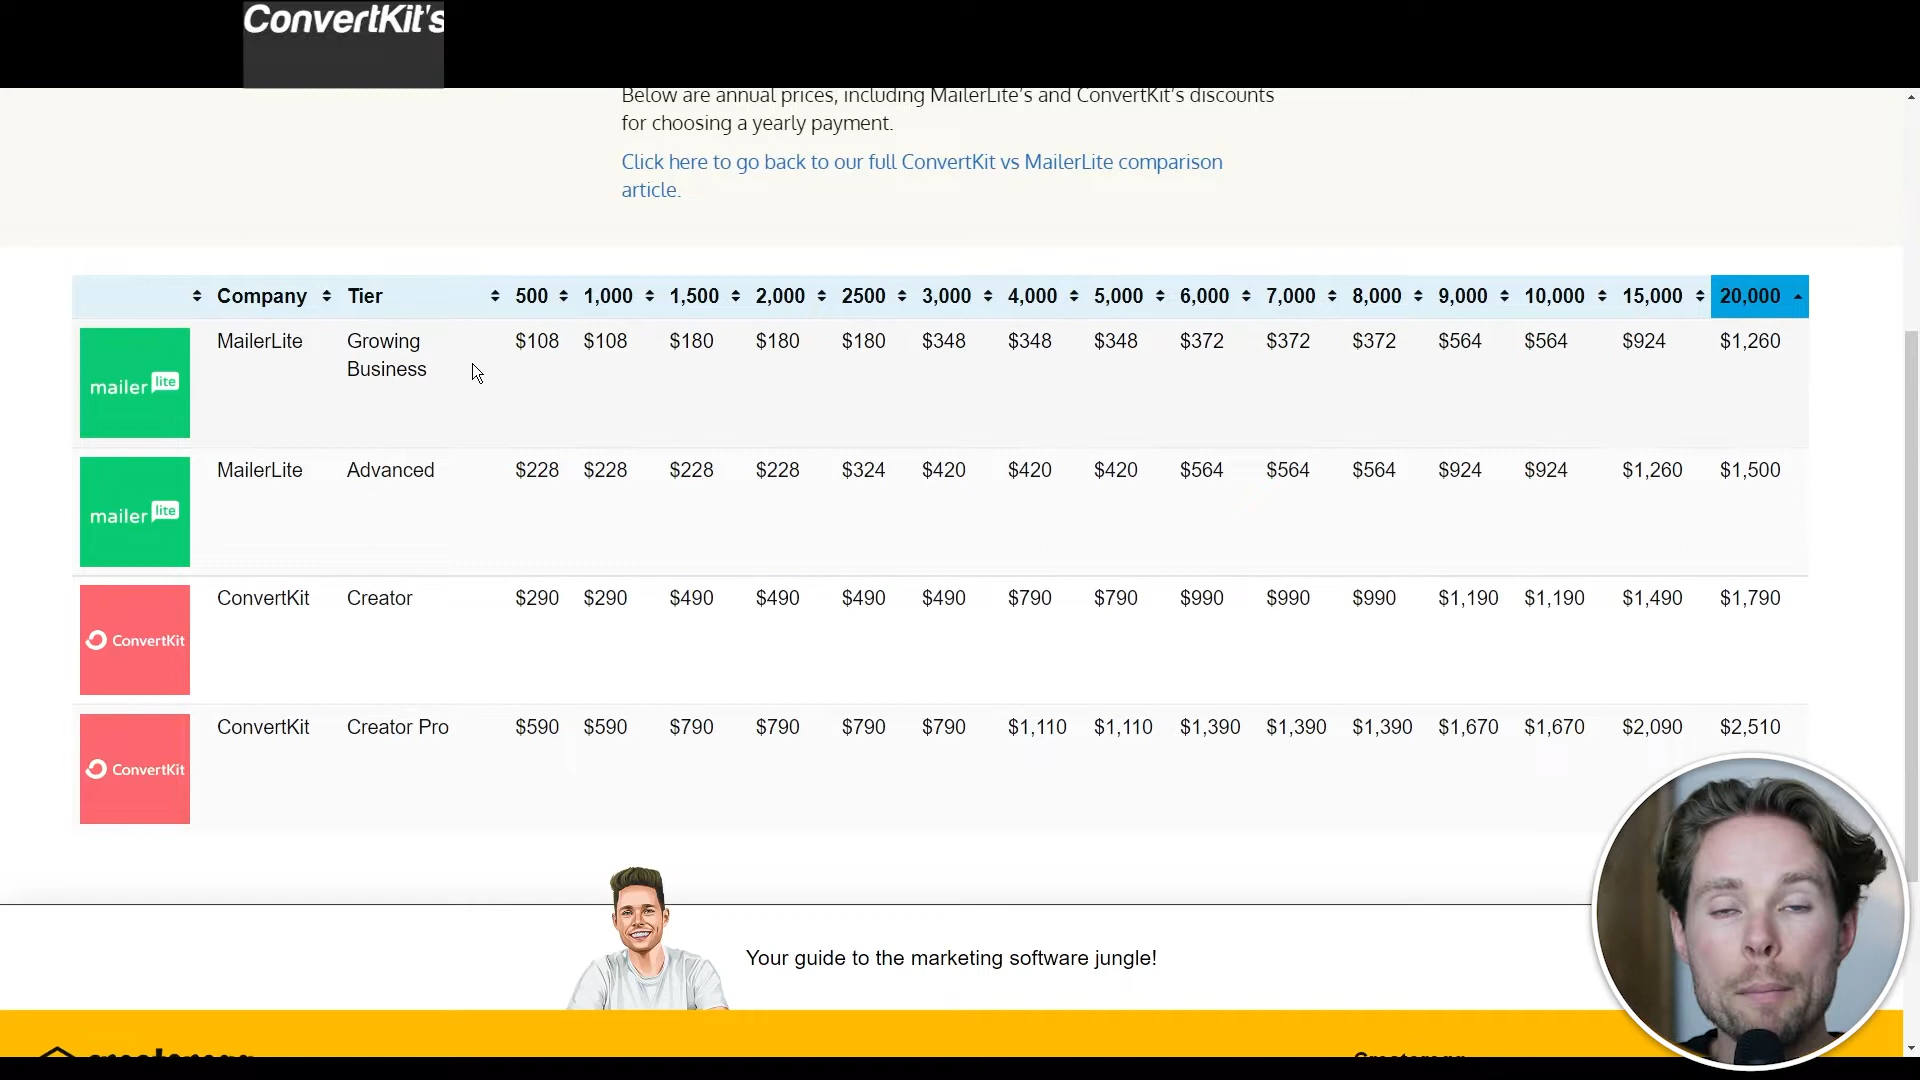 ConvertKit's
Below are annual prices, including MailerLite's and ConvertKit's discounts
for choosing a yearly payment.
Click here to go back to our full ConvertKit vs MailerLite comparison
article.
Company Tier 500 1,000 1,500 2,000 2500 3,000 4,000 5,000 6,000 7,000 8,000 9,000 10,000 15,000 20,000
mailer lite MailerLite Growing $108 $108 $180 $180 $180 $348 $348 $348 $372 $372 $372 $564 $564 $924 $1,260
Business
mailer lite MailerLite Advanced $228 $228 $228 $228 $324 $420 $420 $420 $564 $564 $564 $924 $924 $1,260 $1,500
ConvertKit ConvertKit Creator $290 $290 $490 $490 $490 $490 $790 $790 $990 $990 $990 $1,190 $1,190 $1,490 $1,790
ConvertKit ConvertKit Creator Pro $590 $590 $790 $790 $790 $790 $1,110 $1,110 $1,390 $1,390 $1,390 $1,670 $1,670 $2,090 $2,510
Your guide to the marketing software jungle!